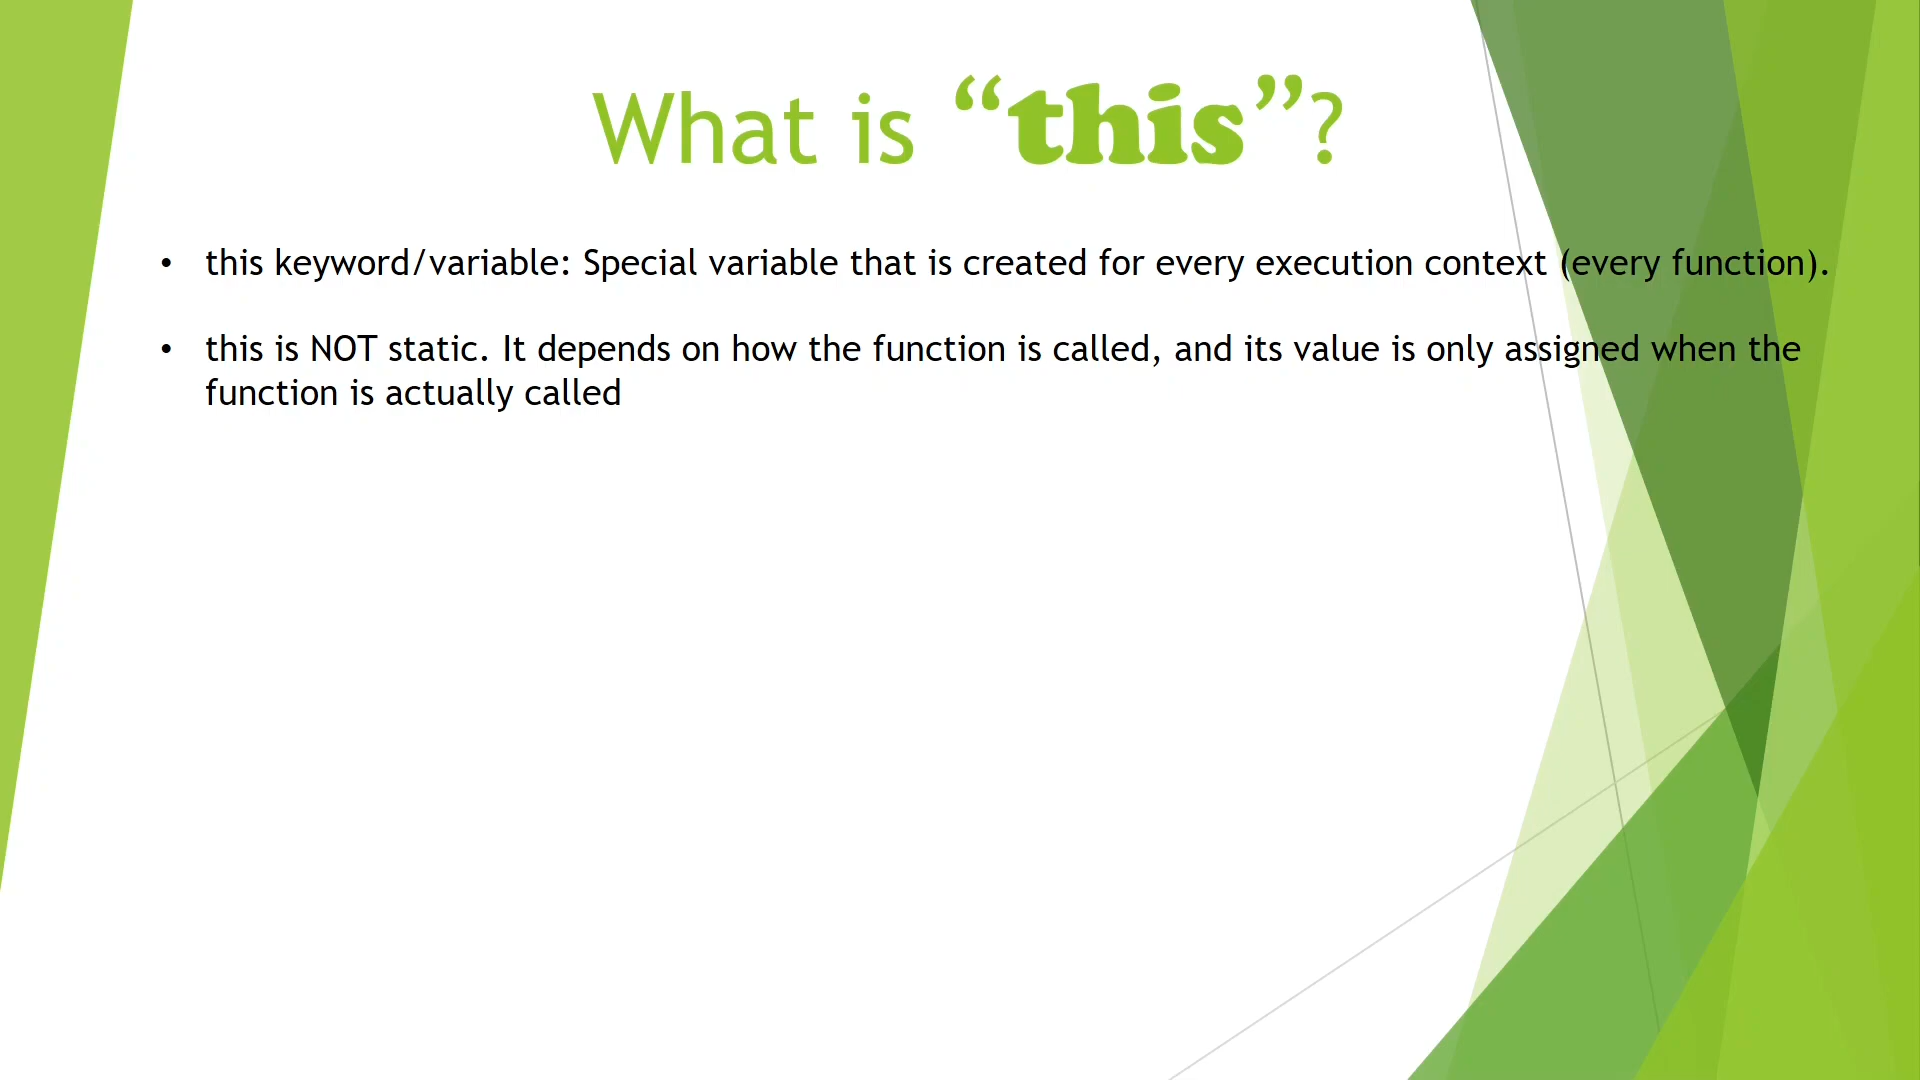 What is “this”?
• this keyword/variable: Special variable that is created for every execution context (every function).
• this is NOT static. It depends on how the function is called, and its value is only assigned when the
function is actually called